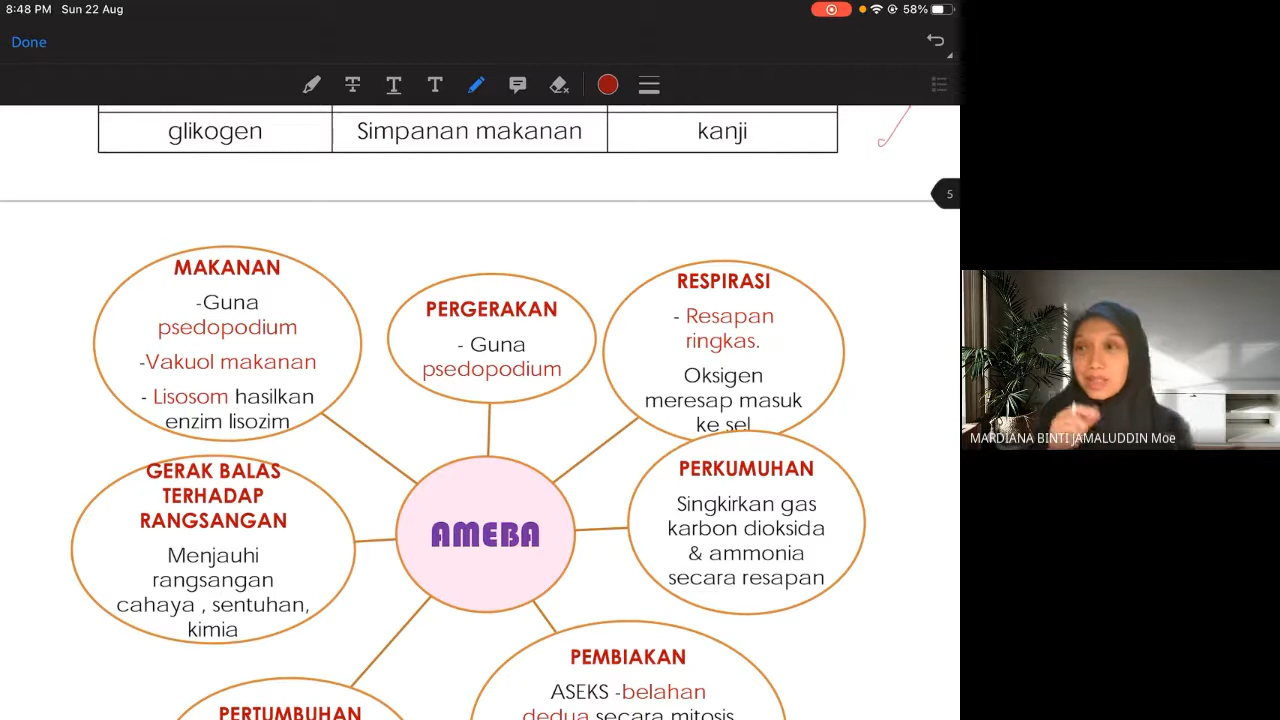 8:48 PM Sun 22 Aug
58%
Done
glikogen Simpanan makanan kanji
5
MAKANAN
-Guna
psedopodium
-Vakuol makanan
- Lisosom hasilkan
enzim lisozim
PERGERAKAN
- Guna
psedopodium
RESPIRASI
- Resapan
ringkas.
Oksigen
meresap masuk
ke sel
GERAK BALAS
TERHADAP
RANGSANGAN
Menjauhi
rangsangan
cahaya , sentuhan,
kimia
AMEBA
PERKUMUHAN
Singkirkan gas
karbon dioksida
& ammonia
secara resapan
PERTUMBUHAN
PEMBIAKAN
ASEKS -belahan
dedua secara mitosis
MARDIANA BINTI JAMALUDDIN Moe